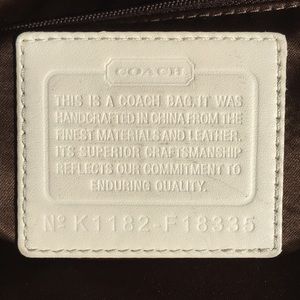 COACH
THIS IS A COACH BAG.IT WAS
HANDCRAFTED IN CHINA FROM THE
FINEST MATERIALS AND LEATHER.
ITS SUPERIOR CRAFTSMANSHIP
REFLECTS OUR COMMITMENT TO
ENDURING QUALITY.
Nº K1182-F18335